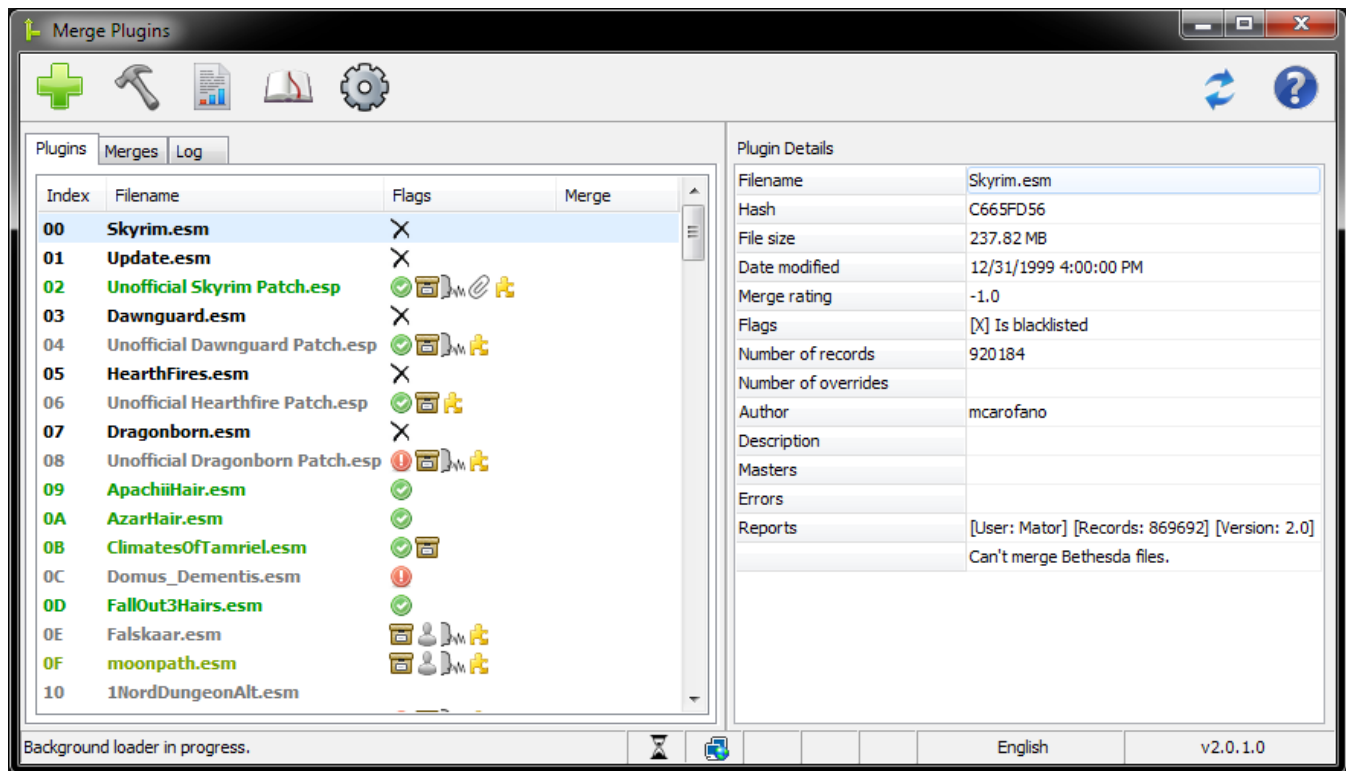 Merge Plugins
Plugins Merges Log
Index Filename Flags Merge
00 Skyrim.esm
01 Update.esm
02 Unofficial Skyrim Patch.esp
03 Dawnguard.esm
04 Unofficial Dawnguard Patch.esp
05 HearthFires.esm
06 Unofficial Hearthfire Patch.esp
07 Dragonborn.esm
08 Unofficial Dragonborn Patch.esp
09 ApachiiHair.esm
0A AzarHair.esm
0B ClimatesOfTamriel.esm
0C Domus_Dementis.esm
0D FallOut3Hairs.esm
0E Falskaar.esm
0F moonpath.esm
10 1NordDungeonAlt.esm
Plugin Details
Filename Skyrim.esm
Hash C665FD56
File size 237.82 MB
Date modified 12/31/1999 4:00:00 PM
Merge rating -1.0
Flags [X] Is blacklisted
Number of records 920184
Number of overrides
Author mcarofano
Description
Masters
Errors
Reports [User: Mator] [Records: 869692] [Version: 2.0]
Can't merge Bethesda files.
Background loader in progress. English v2.0.1.0